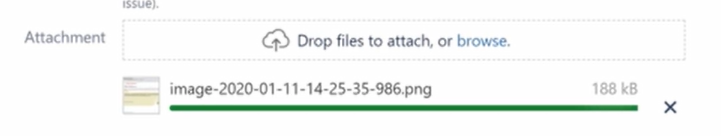 issue).
Attachment
Drop files to attach, or browse.
image-2020-01-11-14-25-35-986.png 188 kB